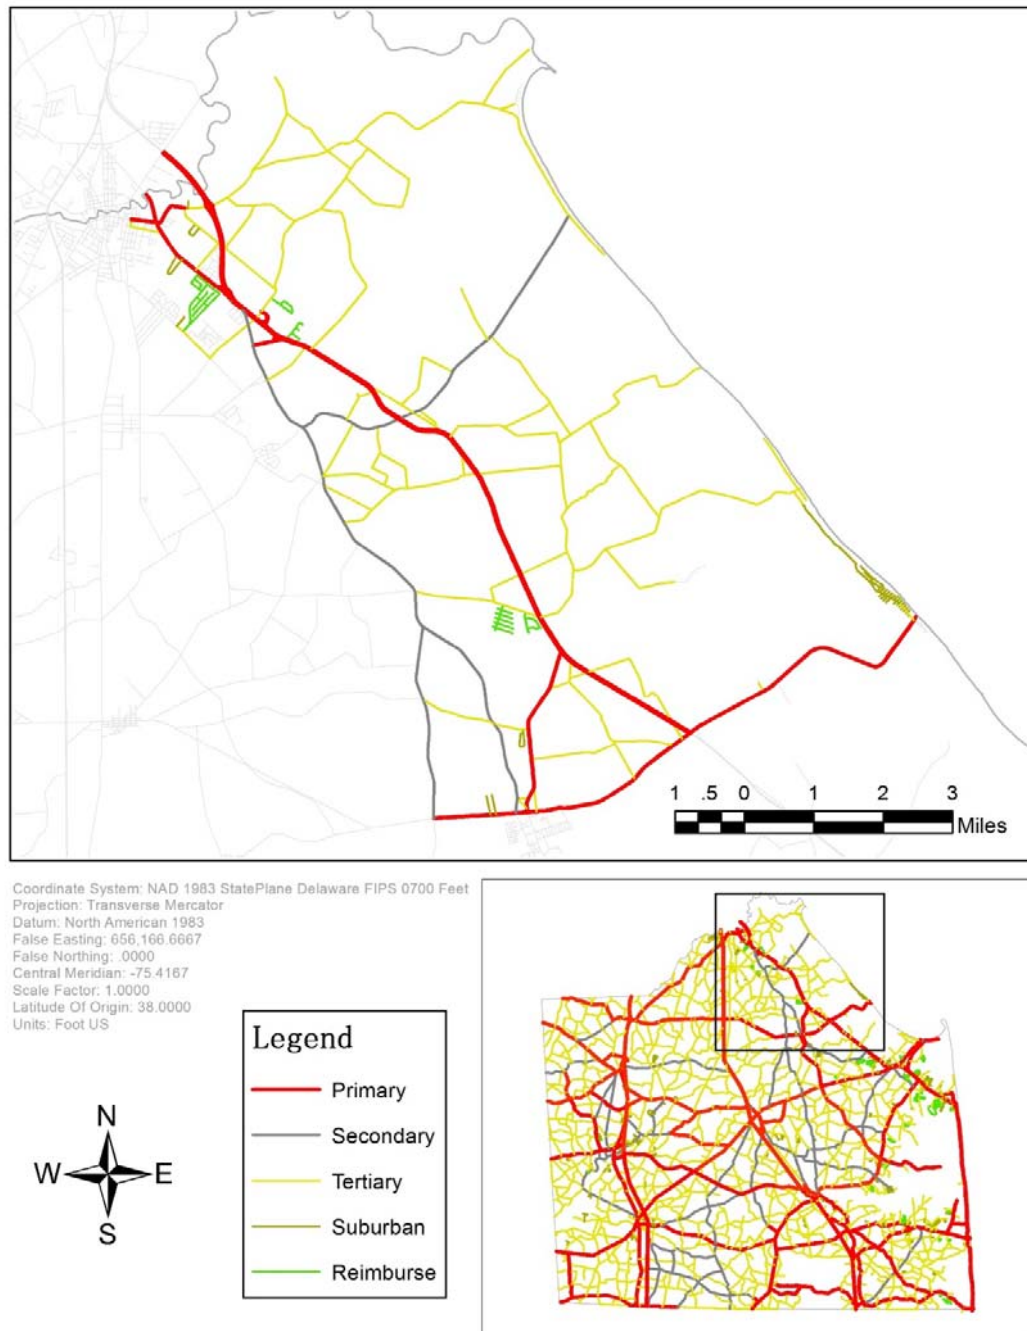 1 .5 0 1 2 3
Miles
Coordinate System: NAD 1983 StatePlane Delaware FIPS 0700 Feet
Projection: Transverse Mercator
Datum: North American 1983
False Easting: 656,166.6667
False Northing: .0000
Central Meridian: -75.4167
Scale Factor: 1.0000
Latitude Of Origin: 38.0000
Units: Foot US
Legend
Primary
Secondary
Tertiary
Suburban
Reimburse
N
W E
S